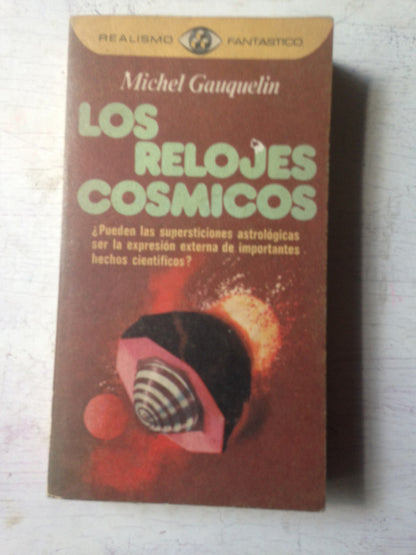 REALISMO FANTASTICO
Michel Gauquelin
LOS
RELOJES
COSMICOS
¿Pueden las supersticiones astrológicas
ser la expresión externa de importantes
hechos científicos?